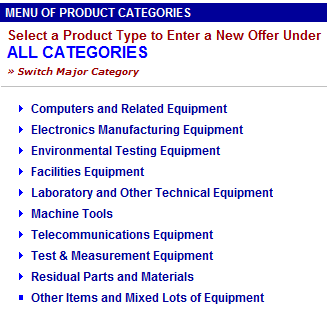 MENU OF PRODUCT CATEGORIES
Select a Product Type to Enter a New Offer Under
ALL CATEGORIES
» Switch Major Category
Computers and Related Equipment
Electronics Manufacturing Equipment
Environmental Testing Equipment
Facilities Equipment
Laboratory and Other Technical Equipment
Machine Tools
Telecommunications Equipment
Test & Measurement Equipment
Residual Parts and Materials
Other Items and Mixed Lots of Equipment